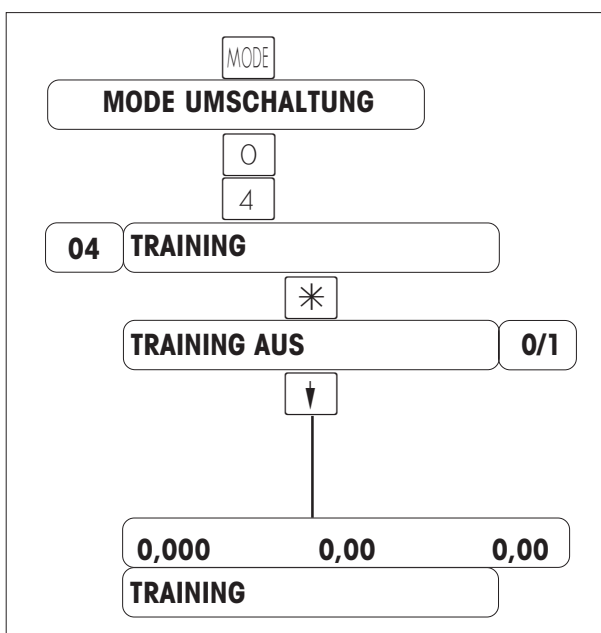 MODE
MODE UMSCHALTUNG
0
4
04 TRAINING
*
TRAINING AUS 0/1
0,000 0,00 0,00
TRAINING